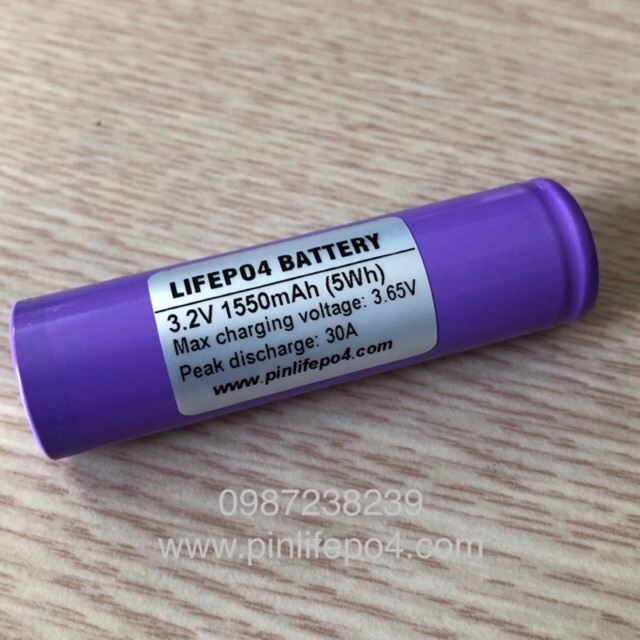 LIFEPO4 BATTERY
3.2V 1550mAh (5Wh)
Max charging voltage: 3.65V
Peak discharge: 30A
www.pinlifepo4.com
0987238239
www.pinlifepo4.com